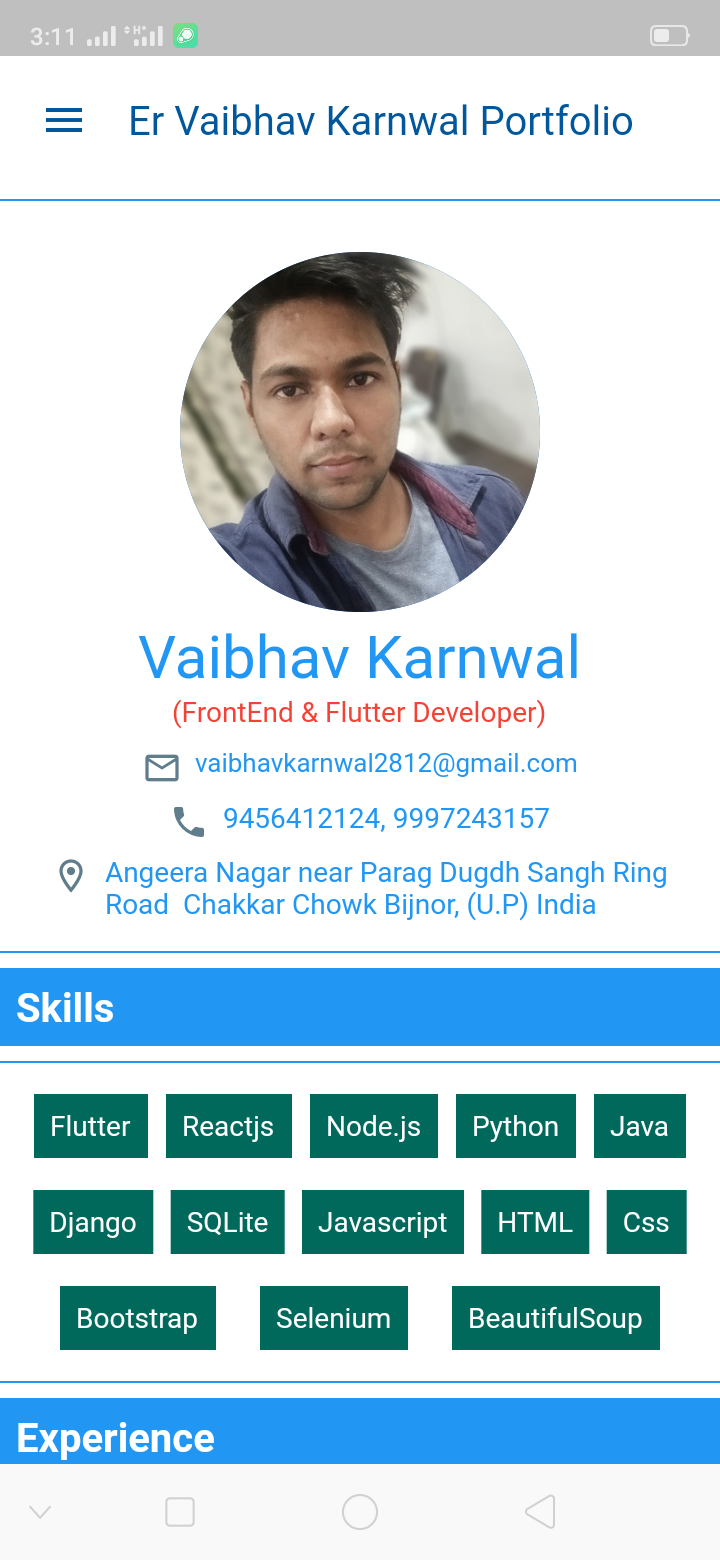 3:11
Er Vaibhav Karnwal Portfolio
Vaibhav Karnwal
(FrontEnd & Flutter Developer)
vaibhavkarnwal2812@gmail.com
9456412124, 9997243157
Angeera Nagar near Parag Dugdh Sangh Ring
Road  Chakkar Chowk Bijnor, (U.P) India
Skills
Flutter Reactjs Node.js Python Java
Django SQLite Javascript HTML Css
Bootstrap Selenium BeautifulSoup
Experience